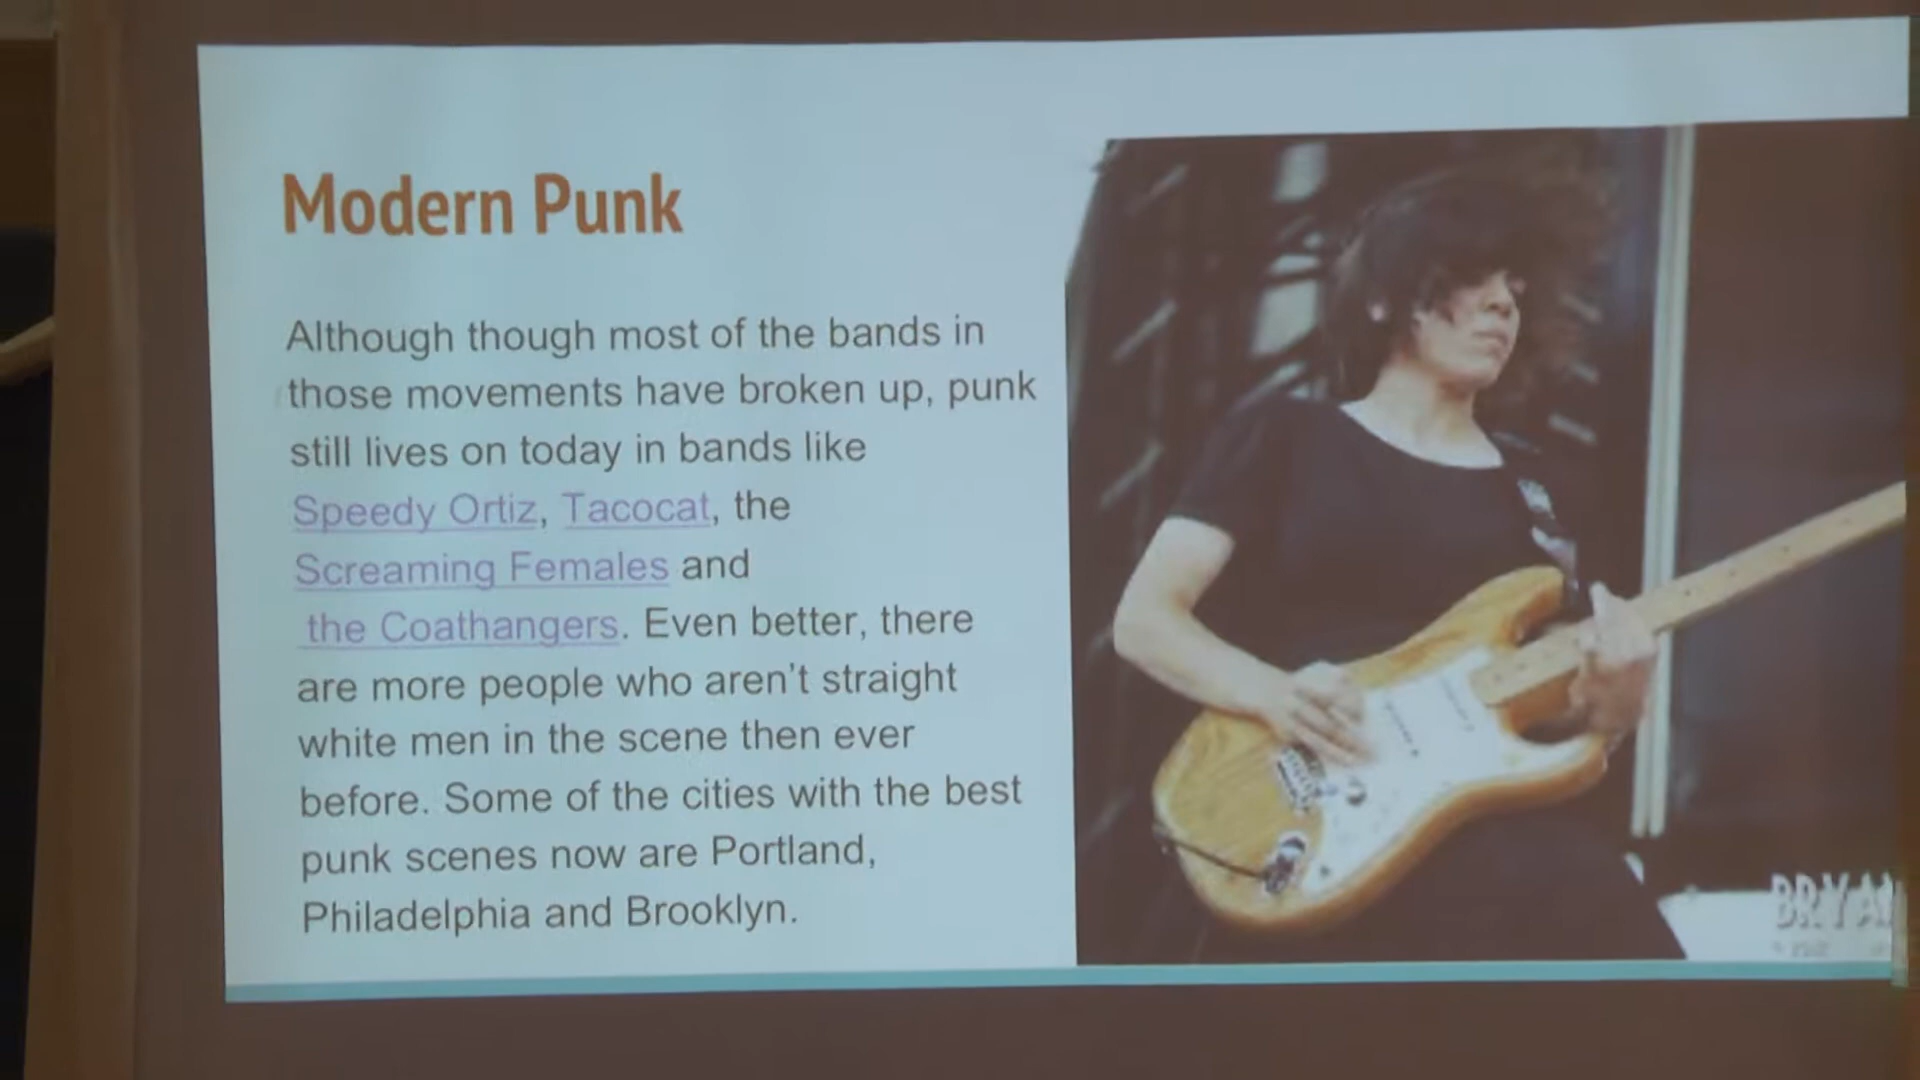 Modern Punk
Although though most of the bands in
those movements have broken up, punk
still lives on today in bands like
Speedy Ortiz, Tacocat, the
Screaming Females and
the Coathangers. Even better, there
are more people who aren't straight
white men in the scene then ever
before. Some of the cities with the best
punk scenes now are Portland,
Philadelphia and Brooklyn.